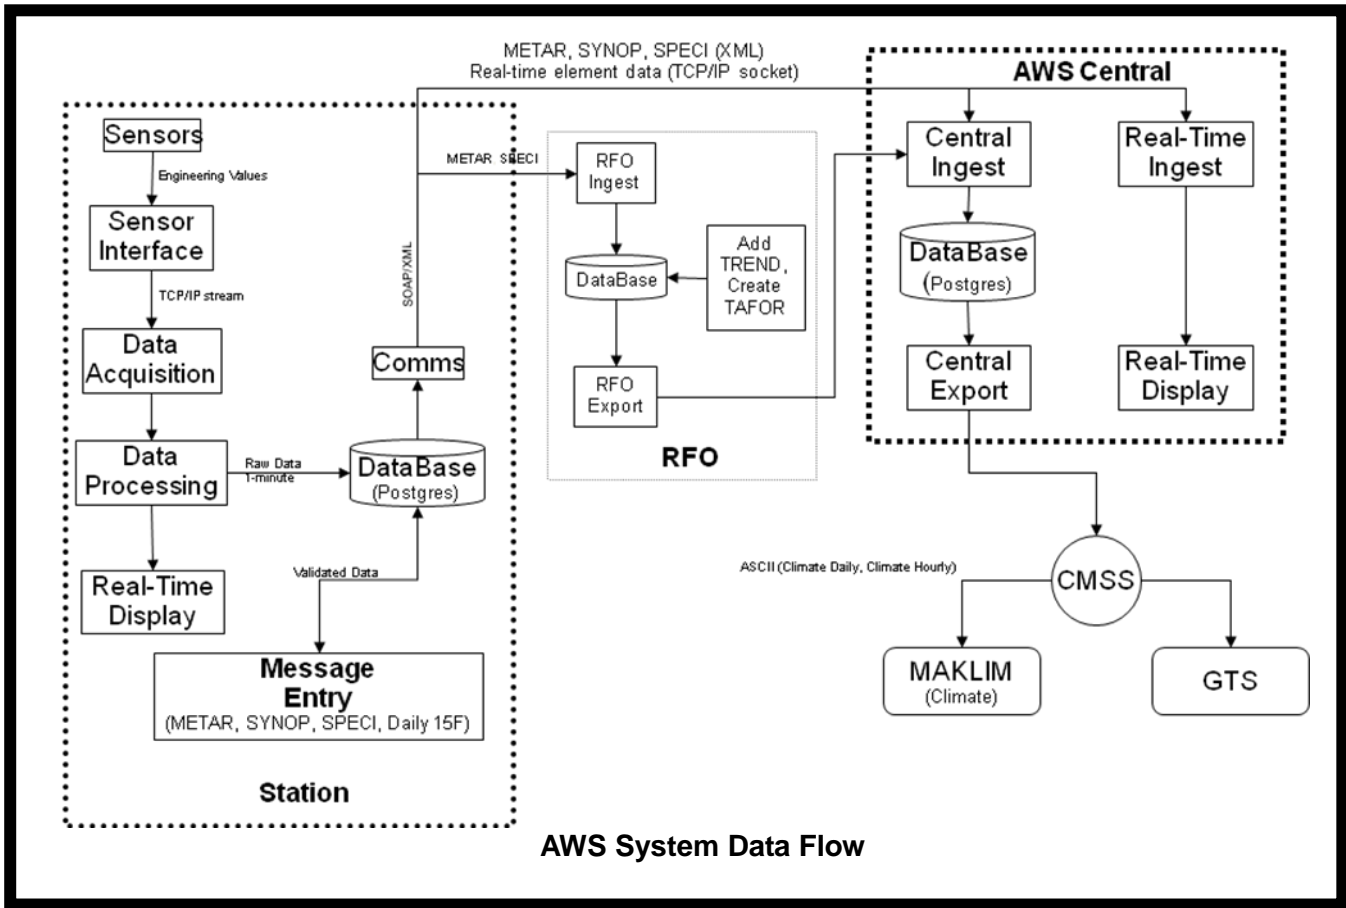 METAR, SYNOP, SPECI (XML)
Real-time element data (TCP/IP socket)
AWS Central
Sensors
Engineering Values
Sensor
Interface
TCP/IP stream
Data
Acquisition
Data
Processing
Raw Data
1-minute
Real-Time
Display
Comms
SOAP/XML
DataBase
(Postgres)
Validated Data
Message
Entry
(METAR, SYNOP, SPECI, Daily 15F)
Station
METAR SPECI
RFO
Ingest
DataBase
Add
TREND,
Create
TAFOR
RFO
Export
RFO
Central
Ingest
DataBase
(Postgres)
Central
Export
Real-Time
Ingest
Real-Time
Display
ASCII (Climate Daily, Climate Hourly)
CMSS
MAKLIM
(Climate)
GTS
AWS System Data Flow